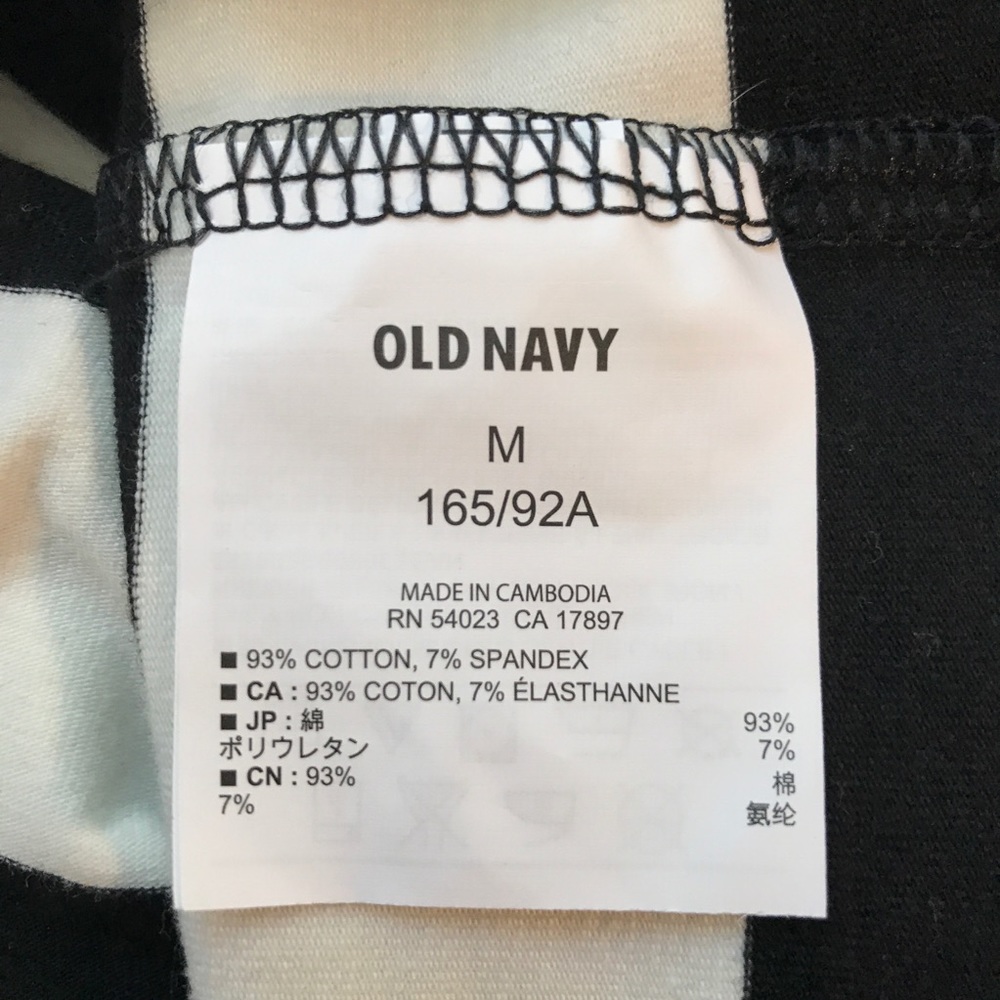 OLD NAVY
M
165/92A
MADE IN CAMBODIA
RN 54023 CA 17897
■ 93% COTTON, 7% SPANDEX
■ CA : 93% COTON, 7% ÉLASTHANNE
■ JP : 綿 93%
ポリウレタン 7%
■ CN : 93% 棉
7% 氨纶